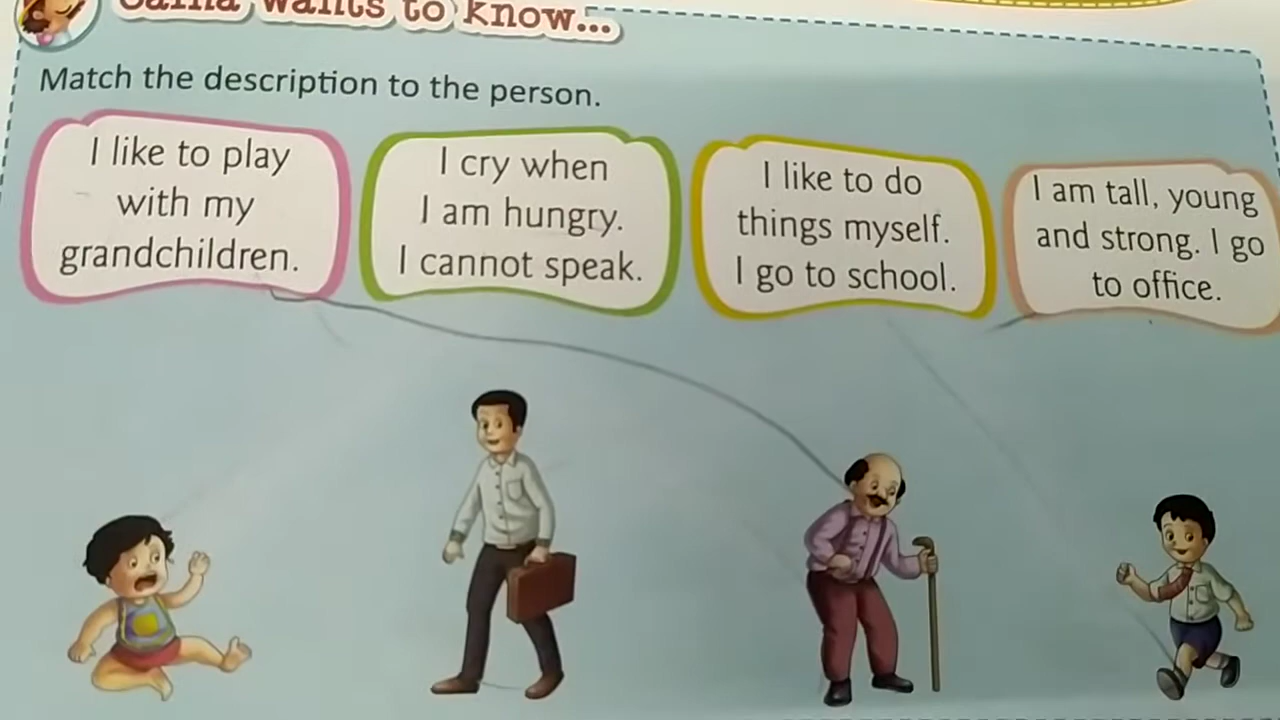 wants to know...
Match the description to the person.
I like to play
with my
grandchildren.
I cry when
I am hungry.
I cannot speak.
I like to do
things myself.
I go to school.
I am tall, young
and strong. I go
to office.